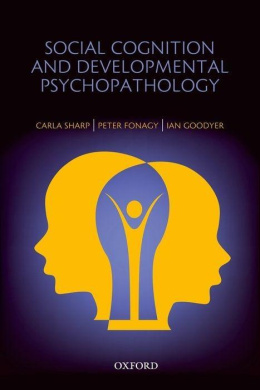 SOCIAL COGNITION
AND DEVELOPMENTAL
PSYCHOPATHOLOGY
CARLA SHARP | PETER FONAGY | IAN GOODYER
OXFORD